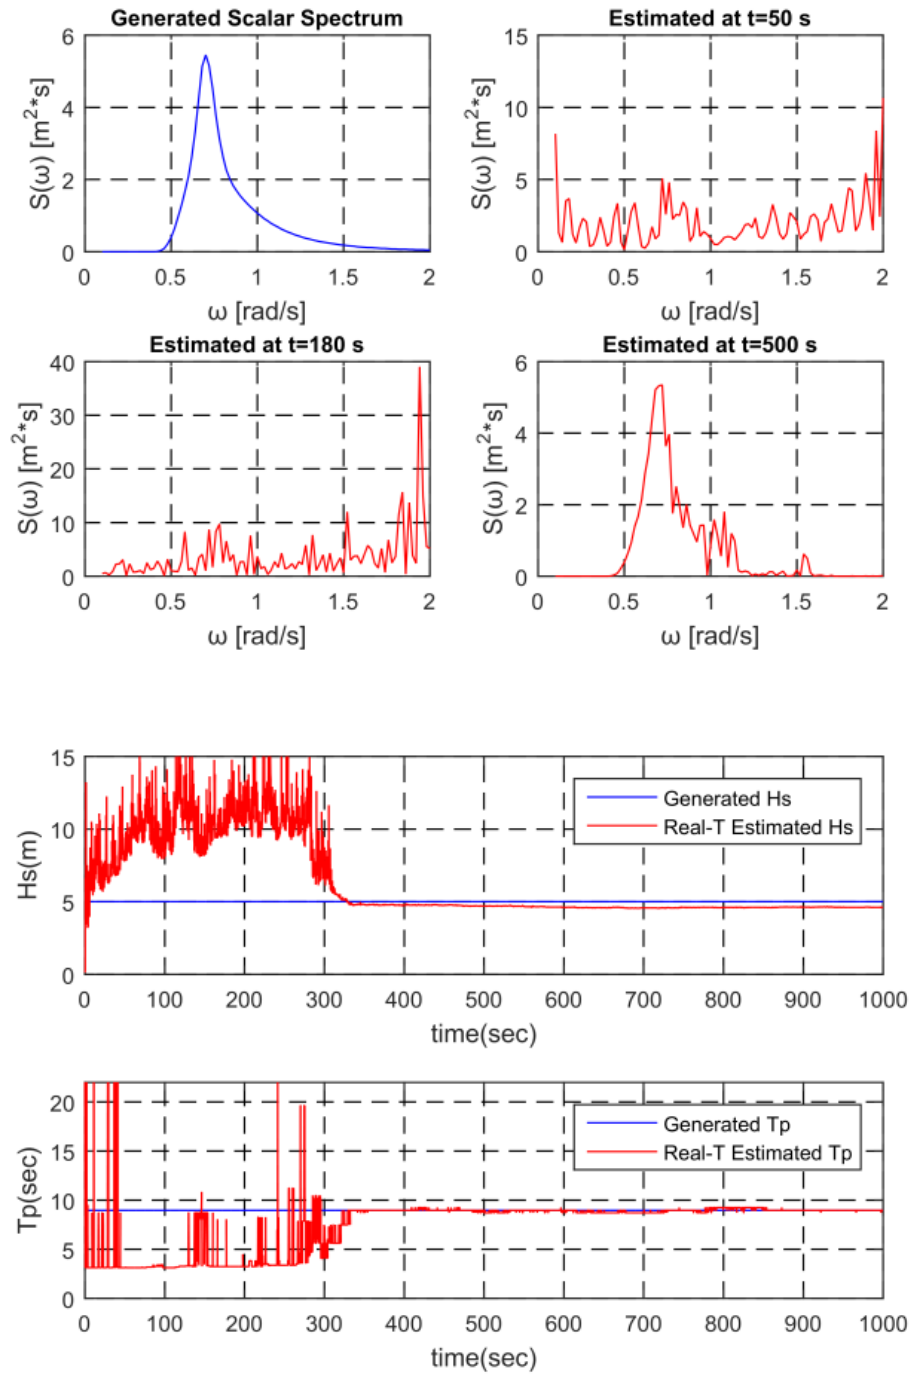 Generated Scalar Spectrum
S(ω) [m²*s]
6
4
2
0
0 0.5 1 1.5 2
ω [rad/s]
Estimated at t=50 s
S(ω) [m²*s]
15
10
5
0
0 0.5 1 1.5 2
ω [rad/s]
Estimated at t=180 s
S(ω) [m²*s]
40
30
20
10
0
0 0.5 1 1.5 2
ω [rad/s]
Estimated at t=500 s
S(ω) [m²*s]
6
4
2
0
0 0.5 1 1.5 2
ω [rad/s]
Hs(m)
15
10
5
0
Generated Hs
Real-T Estimated Hs
0 100 200 300 400 500 600 700 800 900 1000
time(sec)
Tp(sec)
20
15
10
5
0
Generated Tp
Real-T Estimated Tp
0 100 200 300 400 500 600 700 800 900 1000
time(sec)